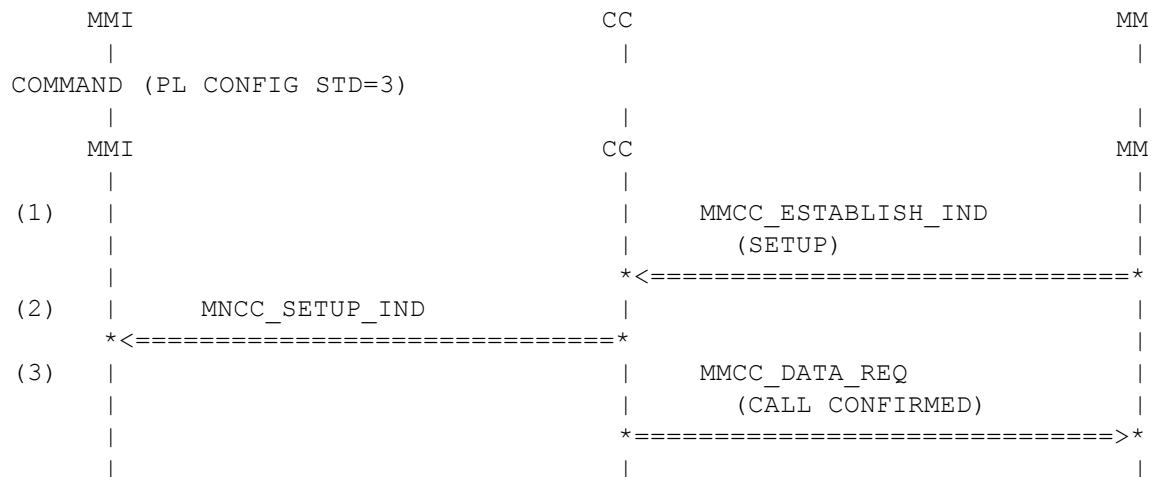 MMI CC MM
| | |
COMMAND (PL CONFIG STD=3)
| | |
MMI CC MM
| | |
(1) | | MMCC_ESTABLISH_IND |
| | (SETUP) |
| *<==============================*
(2) | MNCC_SETUP_IND | |
*<==============================* |
(3) | | MMCC_DATA_REQ |
| | (CALL CONFIRMED) |
| *==============================>*
| | |